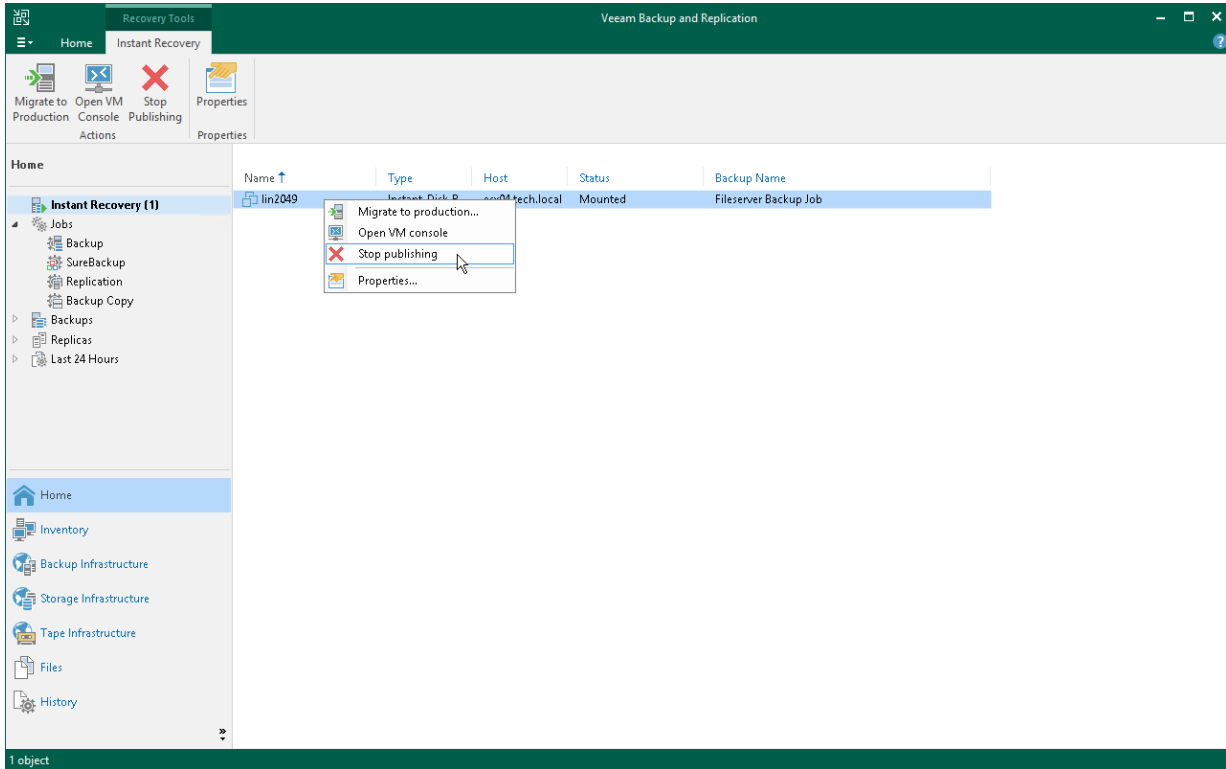 Recovery Tools
Veeam Backup and Replication
Home Instant Recovery
?
Migrate to Open VM Stop Properties
Production Console Publishing
Actions Properties
Home
Name Type Host Status Backup Name
Instant Recovery (1)
lin2049 Mounted Fileserver Backup Job
Migrate to production...
Open VM console
Stop publishing
Properties...
Jobs
Backup
SureBackup
Replication
Backup Copy
Backups
Replicas
Last 24 Hours
Home
Inventory
Backup Infrastructure
Storage Infrastructure
Tape Infrastructure
Files
History
1 object